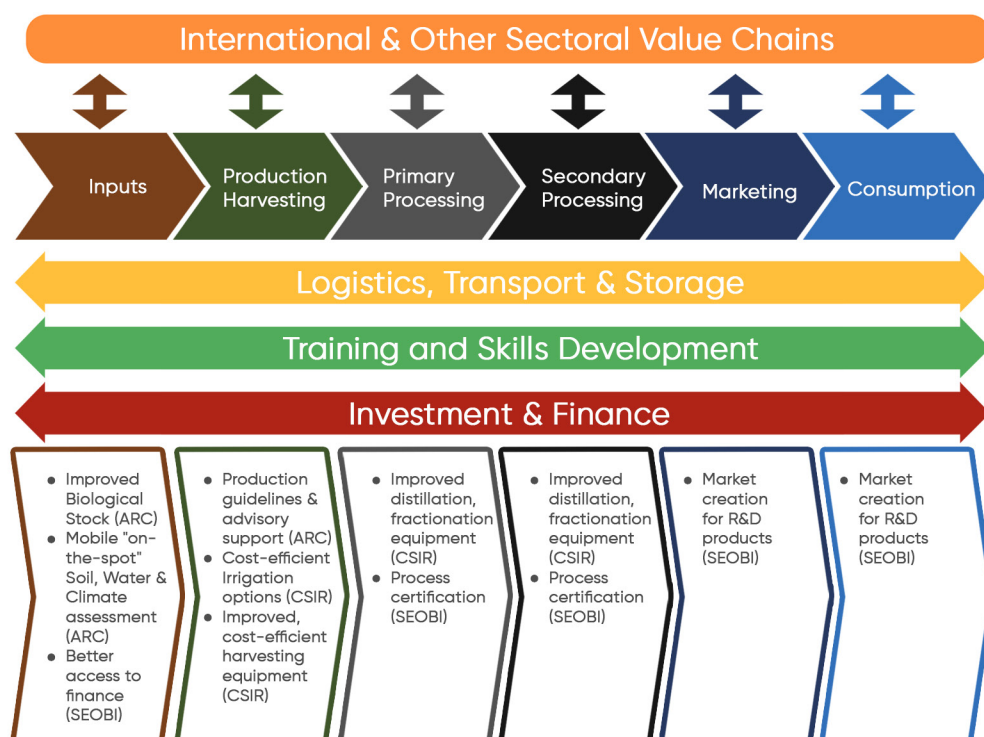 International & Other Sectoral Value Chains
Inputs
Production
Harvesting
Primary
Processing
Secondary
Processing
Marketing
Consumption
Logistics, Transport & Storage
Training and Skills Development
Investment & Finance
● Improved
Biological
Stock (ARC)
● Mobile "on-
the-spot"
Soil, Water &
Climate
assessment
(ARC)
● Better
access to
finance
(SEOBI)
● Production
guidelines &
advisory
support (ARC)
● Cost-efficient
Irrigation
options (CSIR)
● Improved,
cost-efficient
harvesting
equipment
(CSIR)
● Improved
distillation,
fractionation
equipment
(CSIR)
● Process
certification
(SEOBI)
● Improved
distillation,
fractionation
equipment
(CSIR)
● Process
certification
(SEOBI)
● Market
creation
for R&D
products
(SEOBI)
● Market
creation
for R&D
products
(SEOBI)